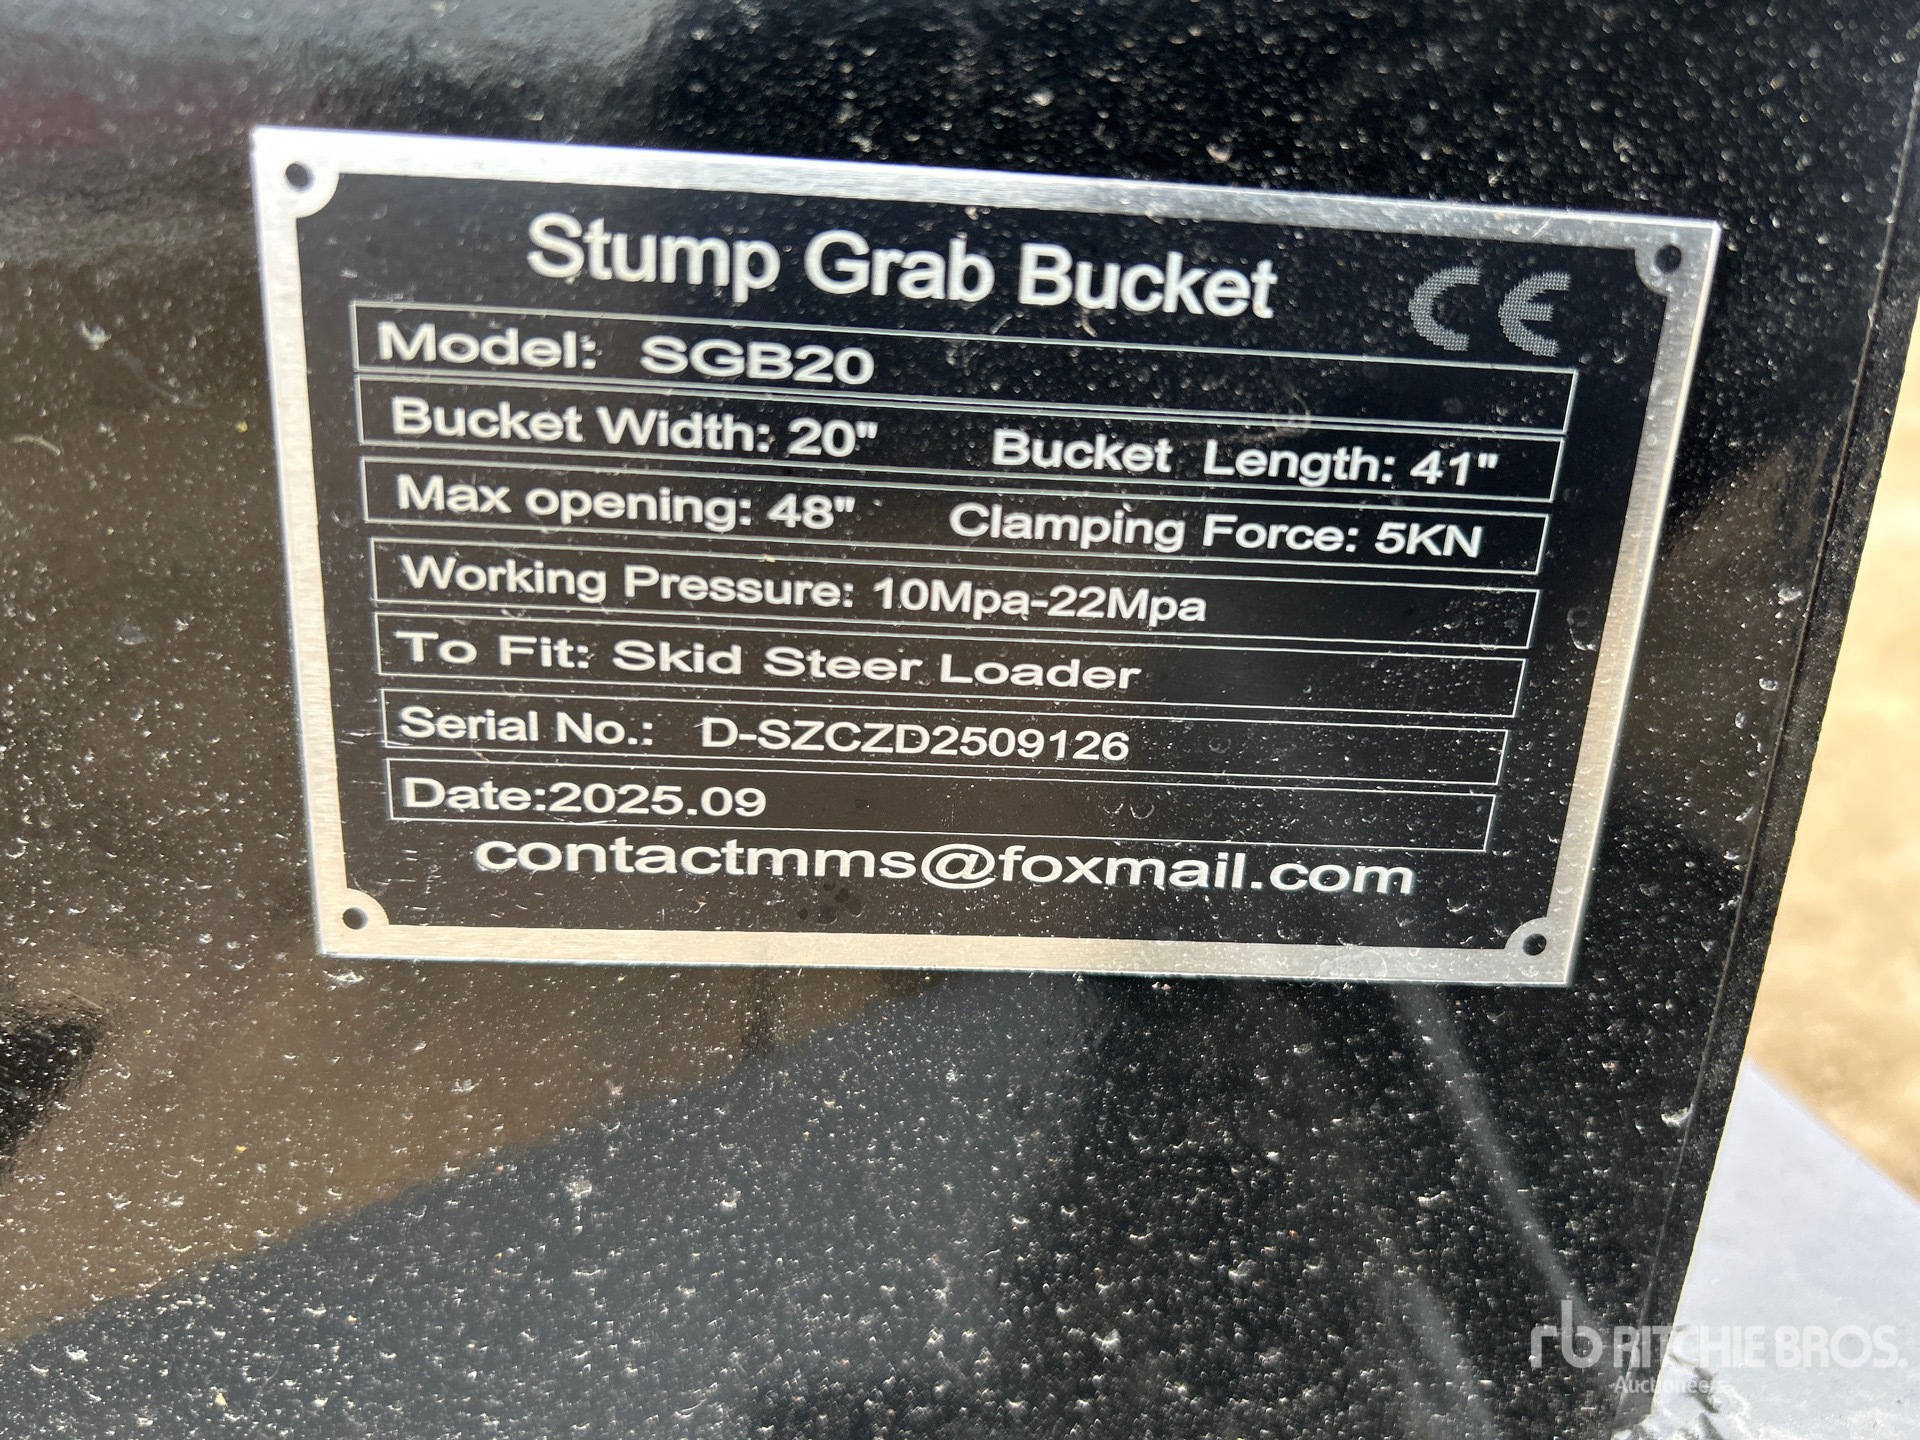 Stump Grab Bucket
CE
Model: SGB20
Bucket Width: 20" Bucket Length: 41"
Max opening: 48" Clamping Force: 5KN
Working Pressure: 10Mpa-22Mpa
To Fit: Skid Steer Loader
Serial No.: D-SZCZD2509126
Date:2025.09
contactmms@foxmail.com
rb RITCHIE BROS.
Auctioneers